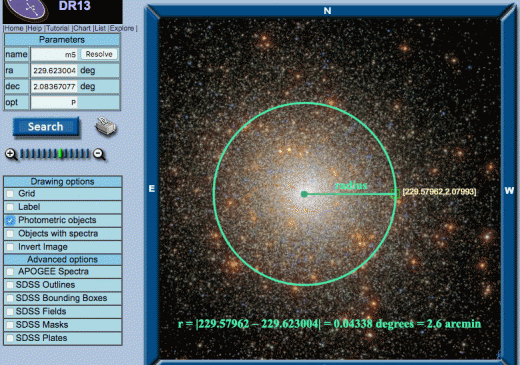 DR13
Home |Help |Tutorial |Chart |List |Explore |
Parameters
name m5 Resolve
ra 229.623004 deg
dec 2.08367077 deg
opt P
Search
Drawing options
Grid
Label
Photometric objects
Objects with spectra
Invert Image
Advanced options
APOGEE Spectra
SDSS Outlines
SDSS Bounding Boxes
SDSS Fields
SDSS Masks
SDSS Plates
N
E
W
radius
[229.57962,2.07993]
r = |229.57962 − 229.623004| = 0.04338 degrees = 2.6 arcmin